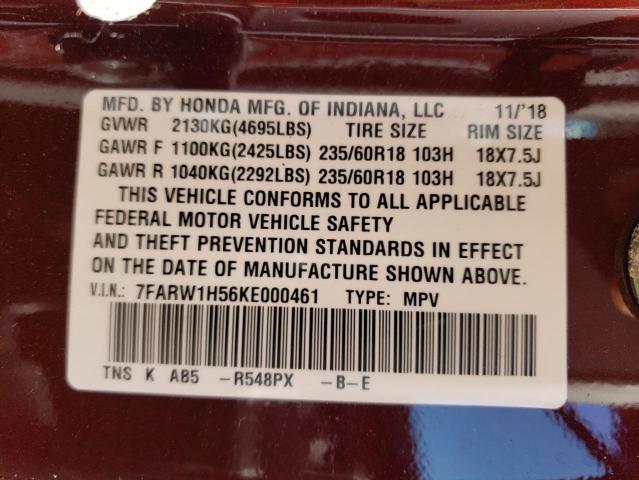 MFD. BY HONDA MFG. OF INDIANA, LLC 11/'18
GVWR 2130KG(4695LBS) TIRE SIZE RIM SIZE
GAWR F 1100KG(2425LBS) 235/60R18 103H 18X7.5J
GAWR R 1040KG(2292LBS) 235/60R18 103H 18X7.5J
THIS VEHICLE CONFORMS TO ALL APPLICABLE
FEDERAL MOTOR VEHICLE SAFETY
AND THEFT PREVENTION STANDARDS IN EFFECT
ON THE DATE OF MANUFACTURE SHOWN ABOVE.
V.I.N.: 7FARW1H56KE000461 TYPE: MPV
TNS K AB5 -R548PX -B-E